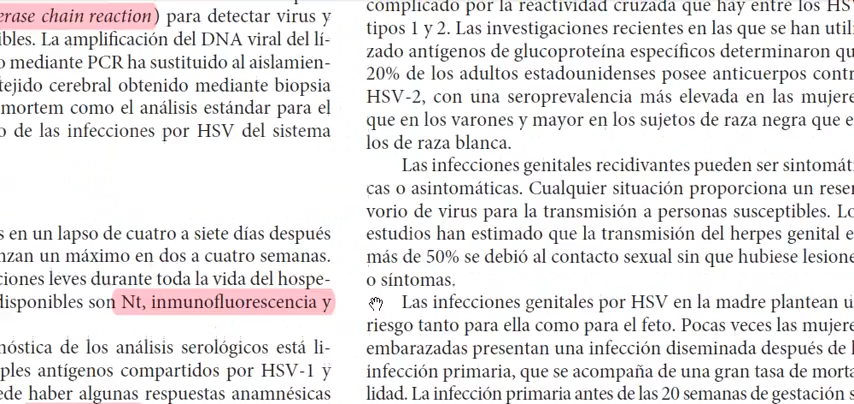 erase chain reaction) para detectar virus y
ibles. La amplificación del DNA viral del lí-
o mediante PCR ha sustituido al aislamien-
tejido cerebral obtenido mediante biopsia
mortem como el análisis estándar para el
o de las infecciones por HSV del sistema
s en un lapso de cuatro a siete días después
nzan un máximo en dos a cuatro semanas.
ciones leves durante toda la vida del hospe-
disponibles son Nt, inmunofluorescencia y
nóstica de los análisis serológicos está li-
ples antígenos compartidos por HSV-1 y
ede haber algunas respuestas anamnésicas
complicado por la reactividad cruzada que hay entre los HS
tipos 1 y 2. Las investigaciones recientes en las que se han utili
zado antígenos de glucoproteína específicos determinaron qu
20% de los adultos estadounidenses posee anticuerpos contr
HSV-2, con una seroprevalencia más elevada en las mujere
que en los varones y mayor en los sujetos de raza negra que e
los de raza blanca.
Las infecciones genitales recidivantes pueden ser sintomáti
cas o asintomáticas. Cualquier situación proporciona un reser
vorio de virus para la transmisión a personas susceptibles. Lo
estudios han estimado que la transmisión del herpes genital e
más de 50% se debió al contacto sexual sin que hubiese lesione
o síntomas.
Las infecciones genitales por HSV en la madre plantean u
riesgo tanto para ella como para el feto. Pocas veces las mujere
embarazadas presentan una infección diseminada después de l
infección primaria, que se acompaña de una gran tasa de morta
lidad. La infección primaria antes de las 20 semanas de gestación s